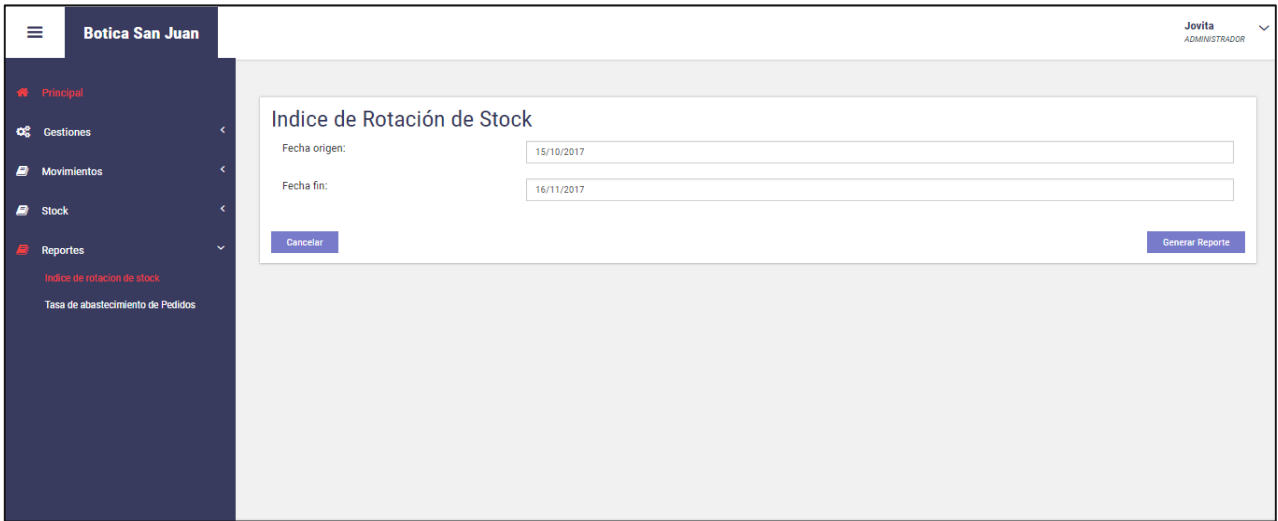 Botica San Juan
Jovita
ADMINISTRADOR
Principal
Gestiones
Movimientos
Stock
Reportes
Indice de rotacion de stock
Tasa de abastecimiento de Pedidos
Indice de Rotación de Stock
Fecha origen:
15/10/2017
Fecha fin:
16/11/2017
Cancelar
Generar Reporte